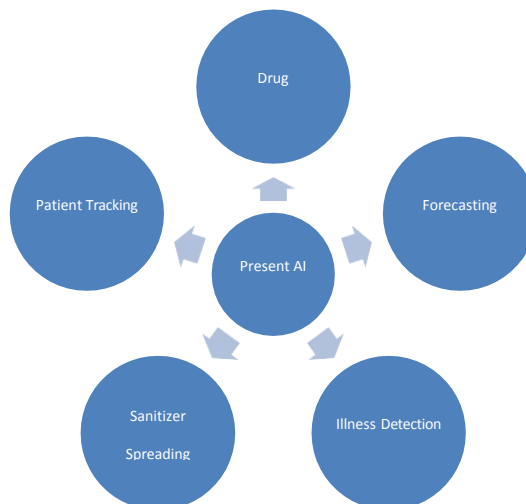 Drug
Patient Tracking
Forecasting
Present AI
Sanitizer
Spreading
Illness Detection